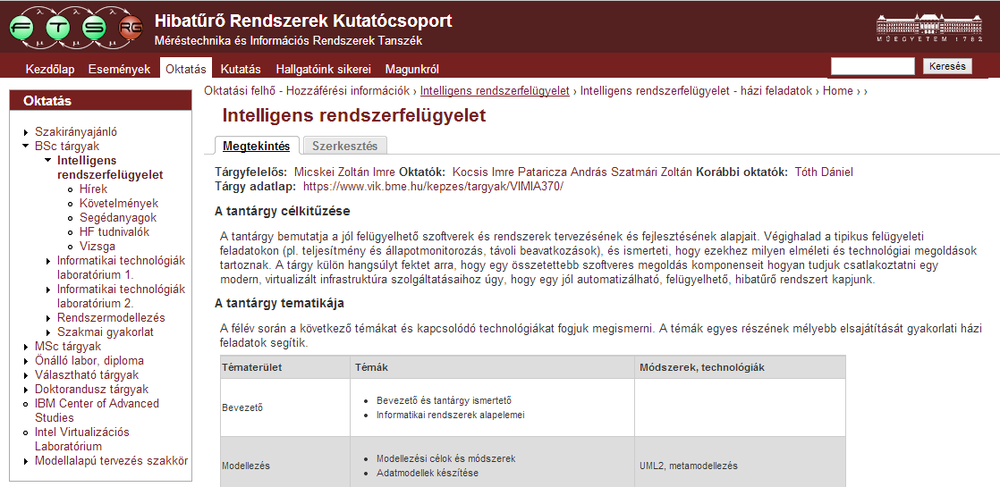 FTSRG
λ λ λ
μ μ μ
Hibatűrő Rendszerek Kutatócsoport
Méréstechnika és Információs Rendszerek Tanszék
MŰEGYETEM 1782
Kezdőlap Események Oktatás Kutatás Hallgatóink sikerei Magunkról
Keresés
Oktatás
Szakirányajánló
BSc tárgyak
Intelligens
rendszerfelügyelet
Hírek
Követelmények
Segédanyagok
HF tudnivalók
Vizsga
Informatikai technológiák
laboratórium 1.
Informatikai technológiák
laboratórium 2.
Rendszermodellezés
Szakmai gyakorlat
MSc tárgyak
Önálló labor, diploma
Választható tárgyak
Doktorandusz tárgyak
IBM Center of Advanced
Studies
Intel Virtualizációs
Laboratórium
Modellalapú tervezés szakkör
Oktatási felhő - Hozzáférési információk › Intelligens rendszerfelügyelet › Intelligens rendszerfelügyelet - házi feladatok › Home › ›
Intelligens rendszerfelügyelet
Megtekintés Szerkesztés
Tárgyfelelős: Micskei Zoltán Imre Oktatók: Kocsis Imre Pataricza András Szatmári Zoltán Korábbi oktatók: Tóth Dániel
Tárgy adatlap: https://www.vik.bme.hu/kepzes/targyak/VIMIA370/
A tantárgy célkitűzése
A tantárgy bemutatja a jól felügyelhető szoftverek és rendszerek tervezésének és fejlesztésének alapjait. Végighalad a tipikus felügyeleti
feladatokon (pl. teljesítmény és állapotmonitorozás, távoli beavatkozások), és ismerteti, hogy ezekhez milyen elméleti és technológiai megoldások
tartoznak. A tárgy külön hangsúlyt fektet arra, hogy egy összetettebb szoftveres megoldás komponenseit hogyan tudjuk csatlakoztatni egy
modern, virtualizált infrastruktúra szolgáltatásaihoz úgy, hogy egy jól automatizálható, felügyelhető, hibatűrő rendszert kapjunk.
A tantárgy tematikája
A félév során a következő témákat és kapcsolódó technológiákat fogjuk megismerni. A témák egyes részének mélyebb elsajátítását gyakorlati házi
feladatok segítik.
Tématerület Témák Módszerek, technológiák
Bevezető
Bevezető és tantárgy ismertető
Informatikai rendszerek alapelemei
Modellezés
Modellezési célok és módszerek
Adatmodellek készítése
UML2, metamodellezés